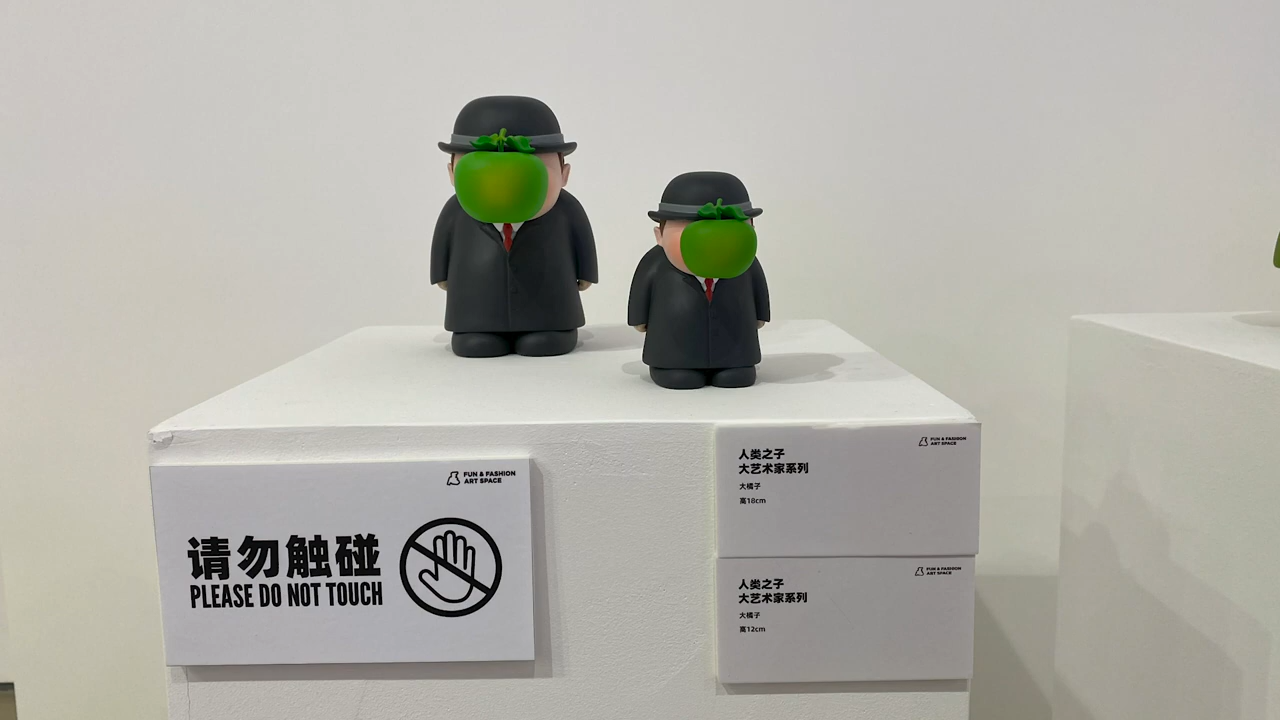 FUN & FASHION
ART SPACE
请勿触碰
PLEASE DO NOT TOUCH
人类之子
大艺术家系列
大橘子
高18cm
FUN & FASHION
ART SPACE
人类之子
大艺术家系列
大橘子
高12cm
FUN & FASHION
ART SPACE